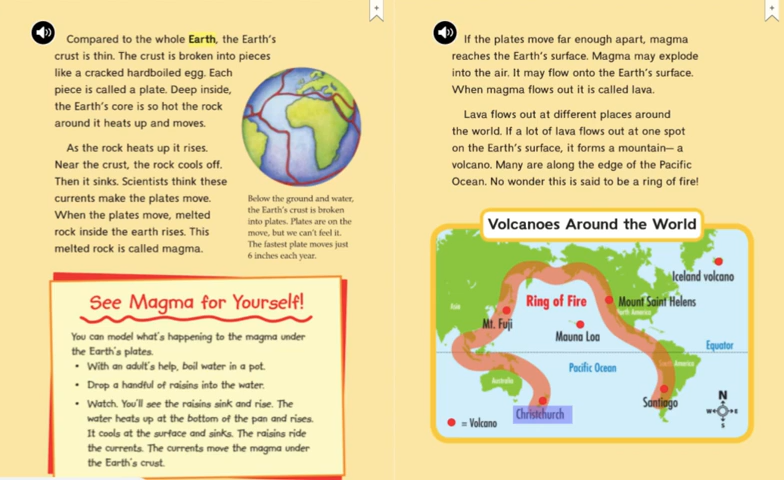 Compared to the whole Earth, the Earth's
crust is thin. The crust is broken into pieces
like a cracked hardboiled egg. Each
piece is called a plate. Deep inside,
the Earth's core is so hot the rock
around it heats up and moves.
As the rock heats up it rises.
Near the crust, the rock cools off.
Then it sinks. Scientists think these
currents make the plates move.
When the plates move, melted
rock inside the earth rises. This
melted rock is called magma.
Below the ground and water,
the Earth's crust is broken
into plates. Plates are on the
move, but we can't feel it.
The fastest plate moves just
6 inches each year.
See Magma for Yourself!
You can model what's happening to the magma under
the Earth's plates.
• With an adult's help, boil water in a pot.
• Drop a handful of raisins into the water.
• Watch. You'll see the raisins sink and rise. The
water heats up at the bottom of the pan and rises.
It cools at the surface and sinks. The raisins ride
the currents. The currents move the magma under
the Earth's crust.
If the plates move far enough apart, magma
reaches the Earth's surface. Magma may explode
into the air. It may flow onto the Earth's surface.
When magma flows out it is called lava.
Lava flows out at different places around
the world. If a lot of lava flows out at one spot
on the Earth's surface, it forms a mountain—a
volcano. Many are along the edge of the Pacific
Ocean. No wonder this is said to be a ring of fire!
Volcanoes Around the World
Iceland volcano
Asia
Ring of Fire
Mount Saint Helens
North America
Mt. Fuji
Mauna Loa
Equator
Pacific Ocean
South America
Australia
Santiago
Christchurch
= Volcano
N
W
E
S